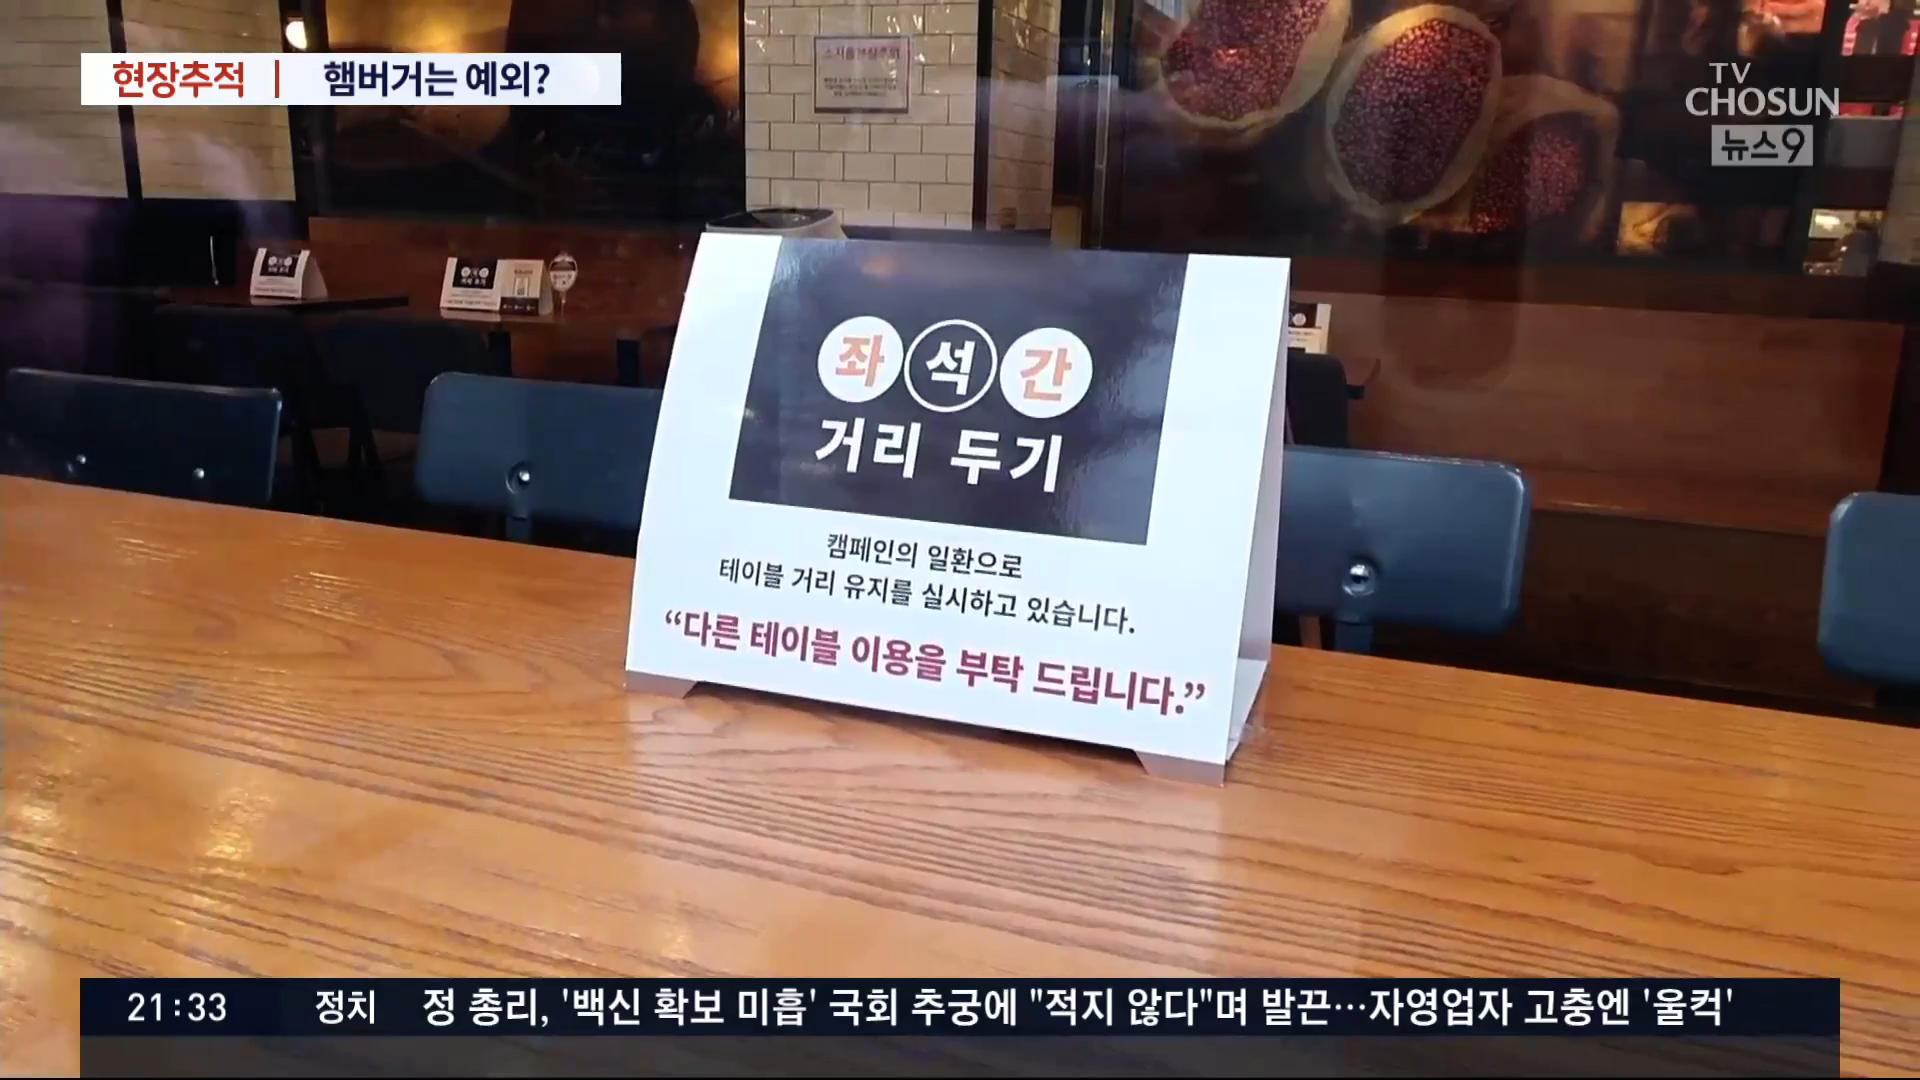 현장추적 | 햄버거는 예외?
TV
CHOSUN
뉴스9
좌석간
거리 두기
캠페인의 일환으로
테이블 거리 유지를 실시하고 있습니다.
“다른 테이블 이용을 부탁 드립니다.”
21:33 정치 정 총리, '백신 확보 미흡' 국회 추궁에 "적지 않다"며 발끈…자영업자 고충엔 '울컥'